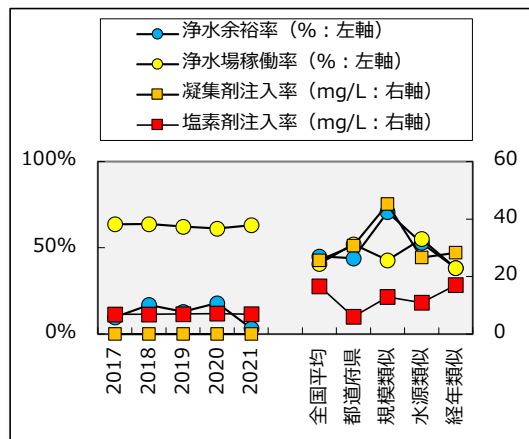 浄水余裕率（%：左軸）
浄水場稼働率（%：左軸）
凝集剤注入率（mg/L：右軸）
塩素剤注入率（mg/L：右軸）
100%
50%
0%
60
40
20
0
2017
2018
2019
2020
2021
全国平均
都道府県
規模類似
水源類似
経年類似